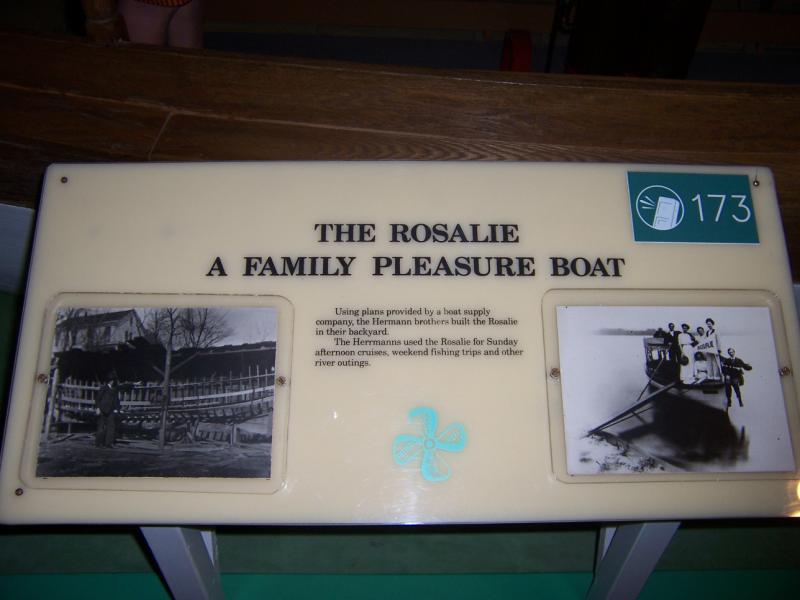 173
THE ROSALIE
A FAMILY PLEASURE BOAT
Using plans provided by a boat supply
company, the Hermann brothers built the Rosalie
in their backyard.
The Herrmanns used the Rosalie for Sunday
afternoon cruises, weekend fishing trips and other
river outings.
ROSALIE